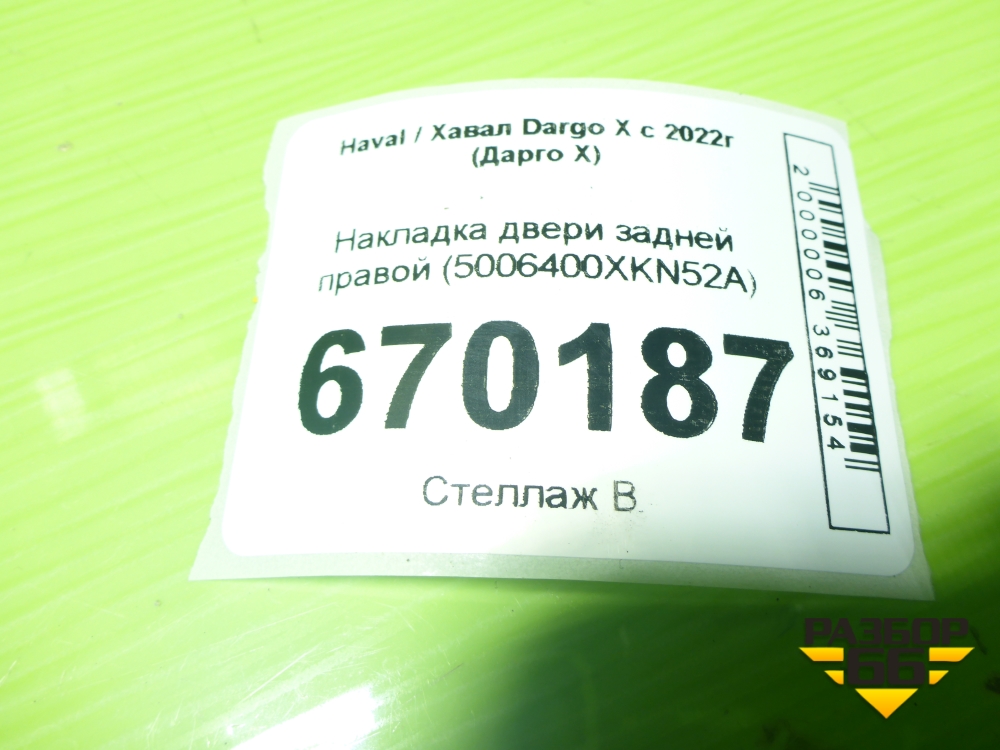 Haval / Хавал Dargo X с 2022г
(Дарго Х)
Накладка двери задней
правой (5006400XKN52A)
670187
Стеллаж В
2000006369154
РАЗБОР
66